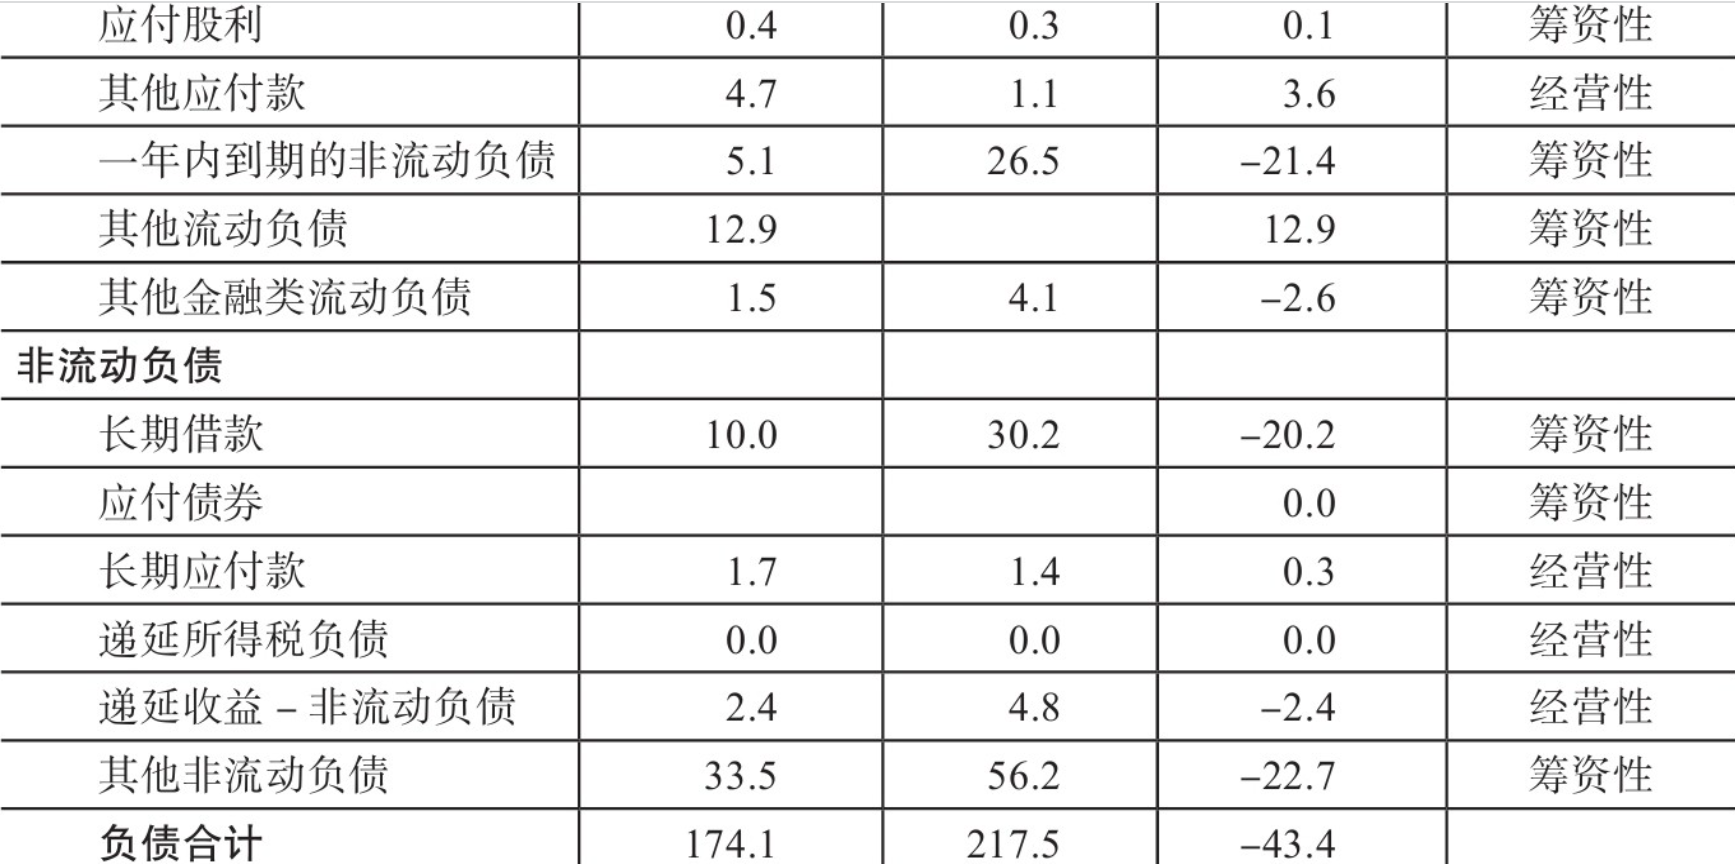 应付股利 0.4 0.3 0.1 筹资性
其他应付款 4.7 1.1 3.6 经营性
一年内到期的非流动负债 5.1 26.5 –21.4 筹资性
其他流动负债 12.9 12.9 筹资性
其他金融类流动负债 1.5 4.1 –2.6 筹资性
非流动负债
长期借款 10.0 30.2 –20.2 筹资性
应付债券 0.0 筹资性
长期应付款 1.7 1.4 0.3 经营性
递延所得税负债 0.0 0.0 0.0 经营性
递延收益 – 非流动负债 2.4 4.8 –2.4 经营性
其他非流动负债 33.5 56.2 –22.7 筹资性
负债合计 174.1 217.5 –43.4